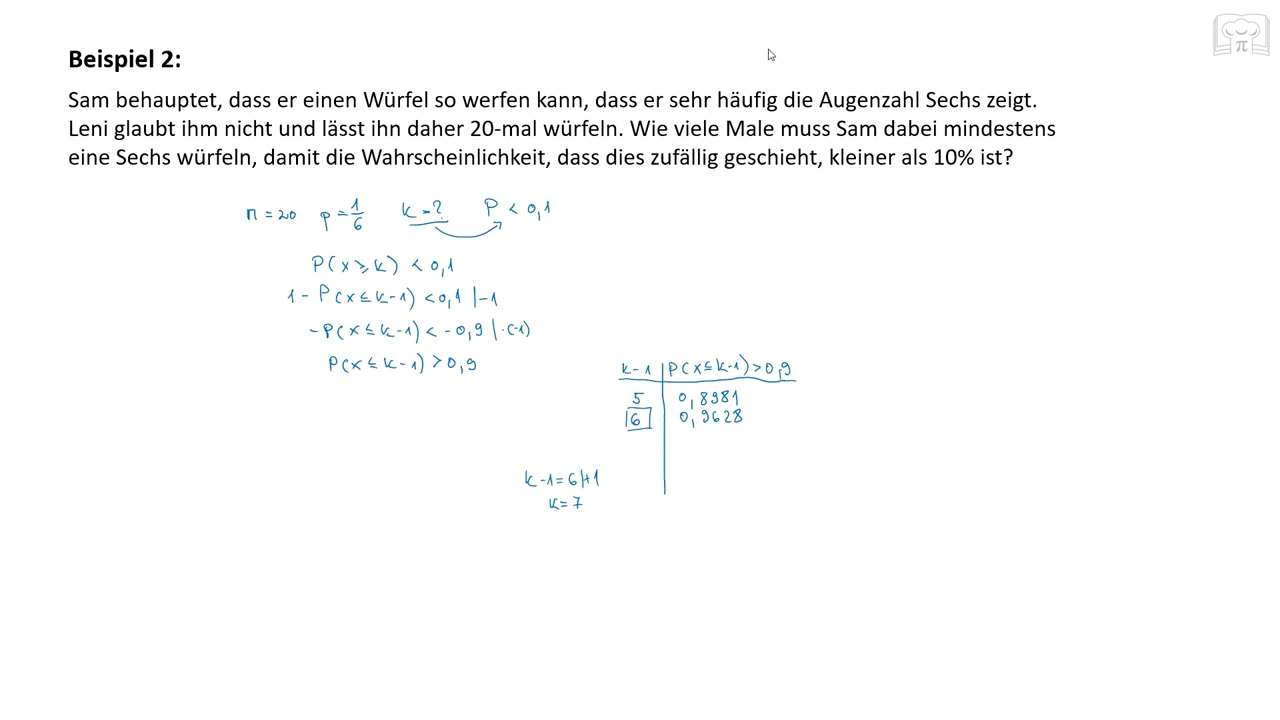 Beispiel 2:
Sam behauptet, dass er einen Würfel so werfen kann, dass er sehr häufig die Augenzahl Sechs zeigt.
Leni glaubt ihm nicht und lässt ihn daher 20-mal würfeln. Wie viele Male muss Sam dabei mindestens
eine Sechs würfeln, damit die Wahrscheinlichkeit, dass dies zufällig geschieht, kleiner als 10% ist?
n = 20 p = 1/6 k = ? P < 0,1
P(x ≥ k) < 0,1
1 - P(x ≤ k-1) < 0,1 | -1
-P(x ≤ k-1) < -0,9 | ·(-1)
P(x ≤ k-1) > 0,9
k-1 | P(x ≤ k-1) > 0,9
5 0,8981
6 0,9628
k-1 = 6 | +1
k = 7
π